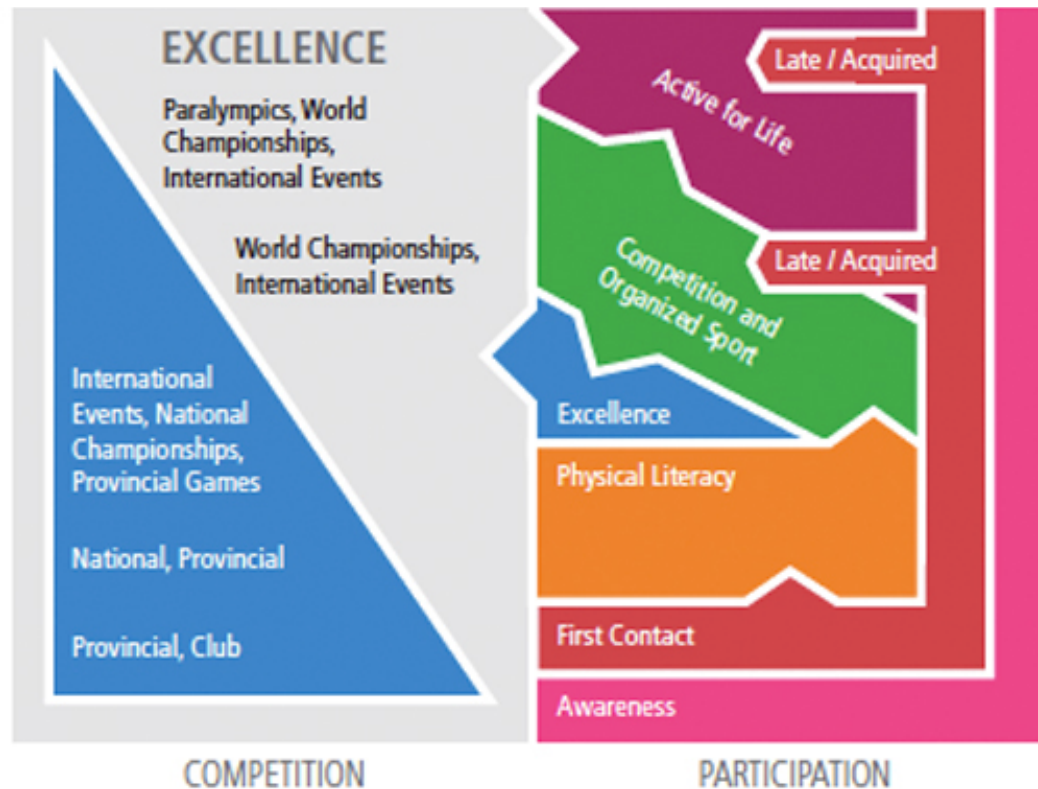 EXCELLENCE
Paralympics, World
Championships,
International Events
World Championships,
International Events
International
Events, National
Championships,
Provincial Games
National, Provincial
Provincial, Club
COMPETITION
Late / Acquired
Active for Life
Late / Acquired
Competition and
Organized Sport
Excellence
Physical Literacy
First Contact
Awareness
PARTICIPATION